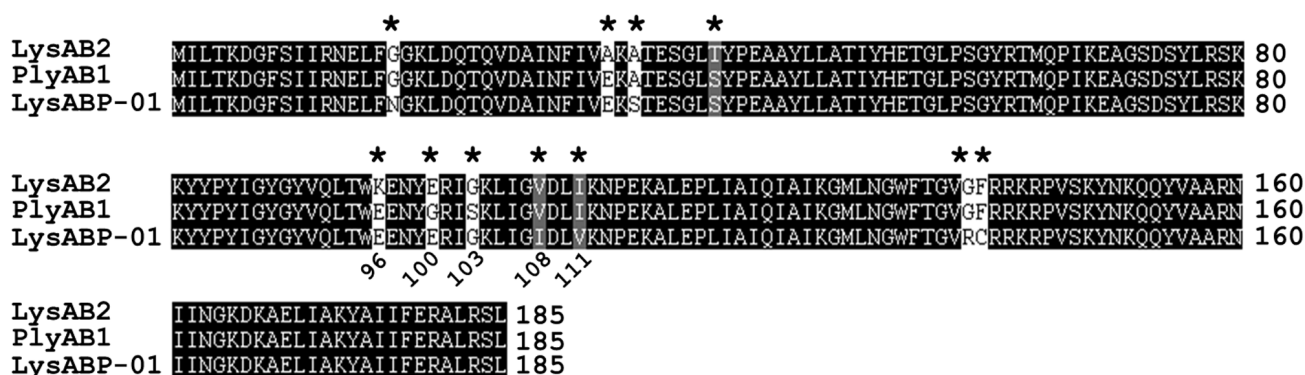 * * * *
LysAB2 MILTKDGFSIIRNELFGGKLDQTQVDAINFIVAKATESGLTYPEAAYLLATIYHETGLPSGYRTMQPIKEAGSDSYLRSK 80
PlyAB1 MILTKDGFSIIRNELFGGKLDQTQVDAINFIVEKATESGLSYPEAAYLLATIYHETGLPSGYRTMQPIKEAGSDSYLRSK 80
LysABP-01 MILTKDGFSIIRNELFNGKLDQTQVDAINFIVEKSTESGLSYPEAAYLLATIYHETGLPSGYRTMQPIKEAGSDSYLRSK 80
* * * * * * *
LysAB2 KYYPYIGYGYVQLTWKENYERIGKLIGVDLIKNPEKALEPLIAIQIAIKGMLNGWFTGVGFRRKRPVSKYNKQQYVAARN 160
PlyAB1 KYYPYIGYGYVQLTWEENYGRISKLIGVDLIKNPEKALEPLIAIQIAIKGMLNGWFTGVGFRRKRPVSKYNKQQYVAARN 160
LysABP-01 KYYPYIGYGYVQLTWEENYERIGKLIGIDLVKNPEKALEPLIAIQIAIKGMLNGWFTGVRCRRKRPVSKYNKQQYVAARN 160
96 100 103 108 111
LysAB2 IINGKDKAELIAKYAIIFERALRSL 185
PlyAB1 IINGKDKAELIAKYAIIFERALRSL 185
LysABP-01 IINGKDKAELIAKYAIIFERALRSL 185